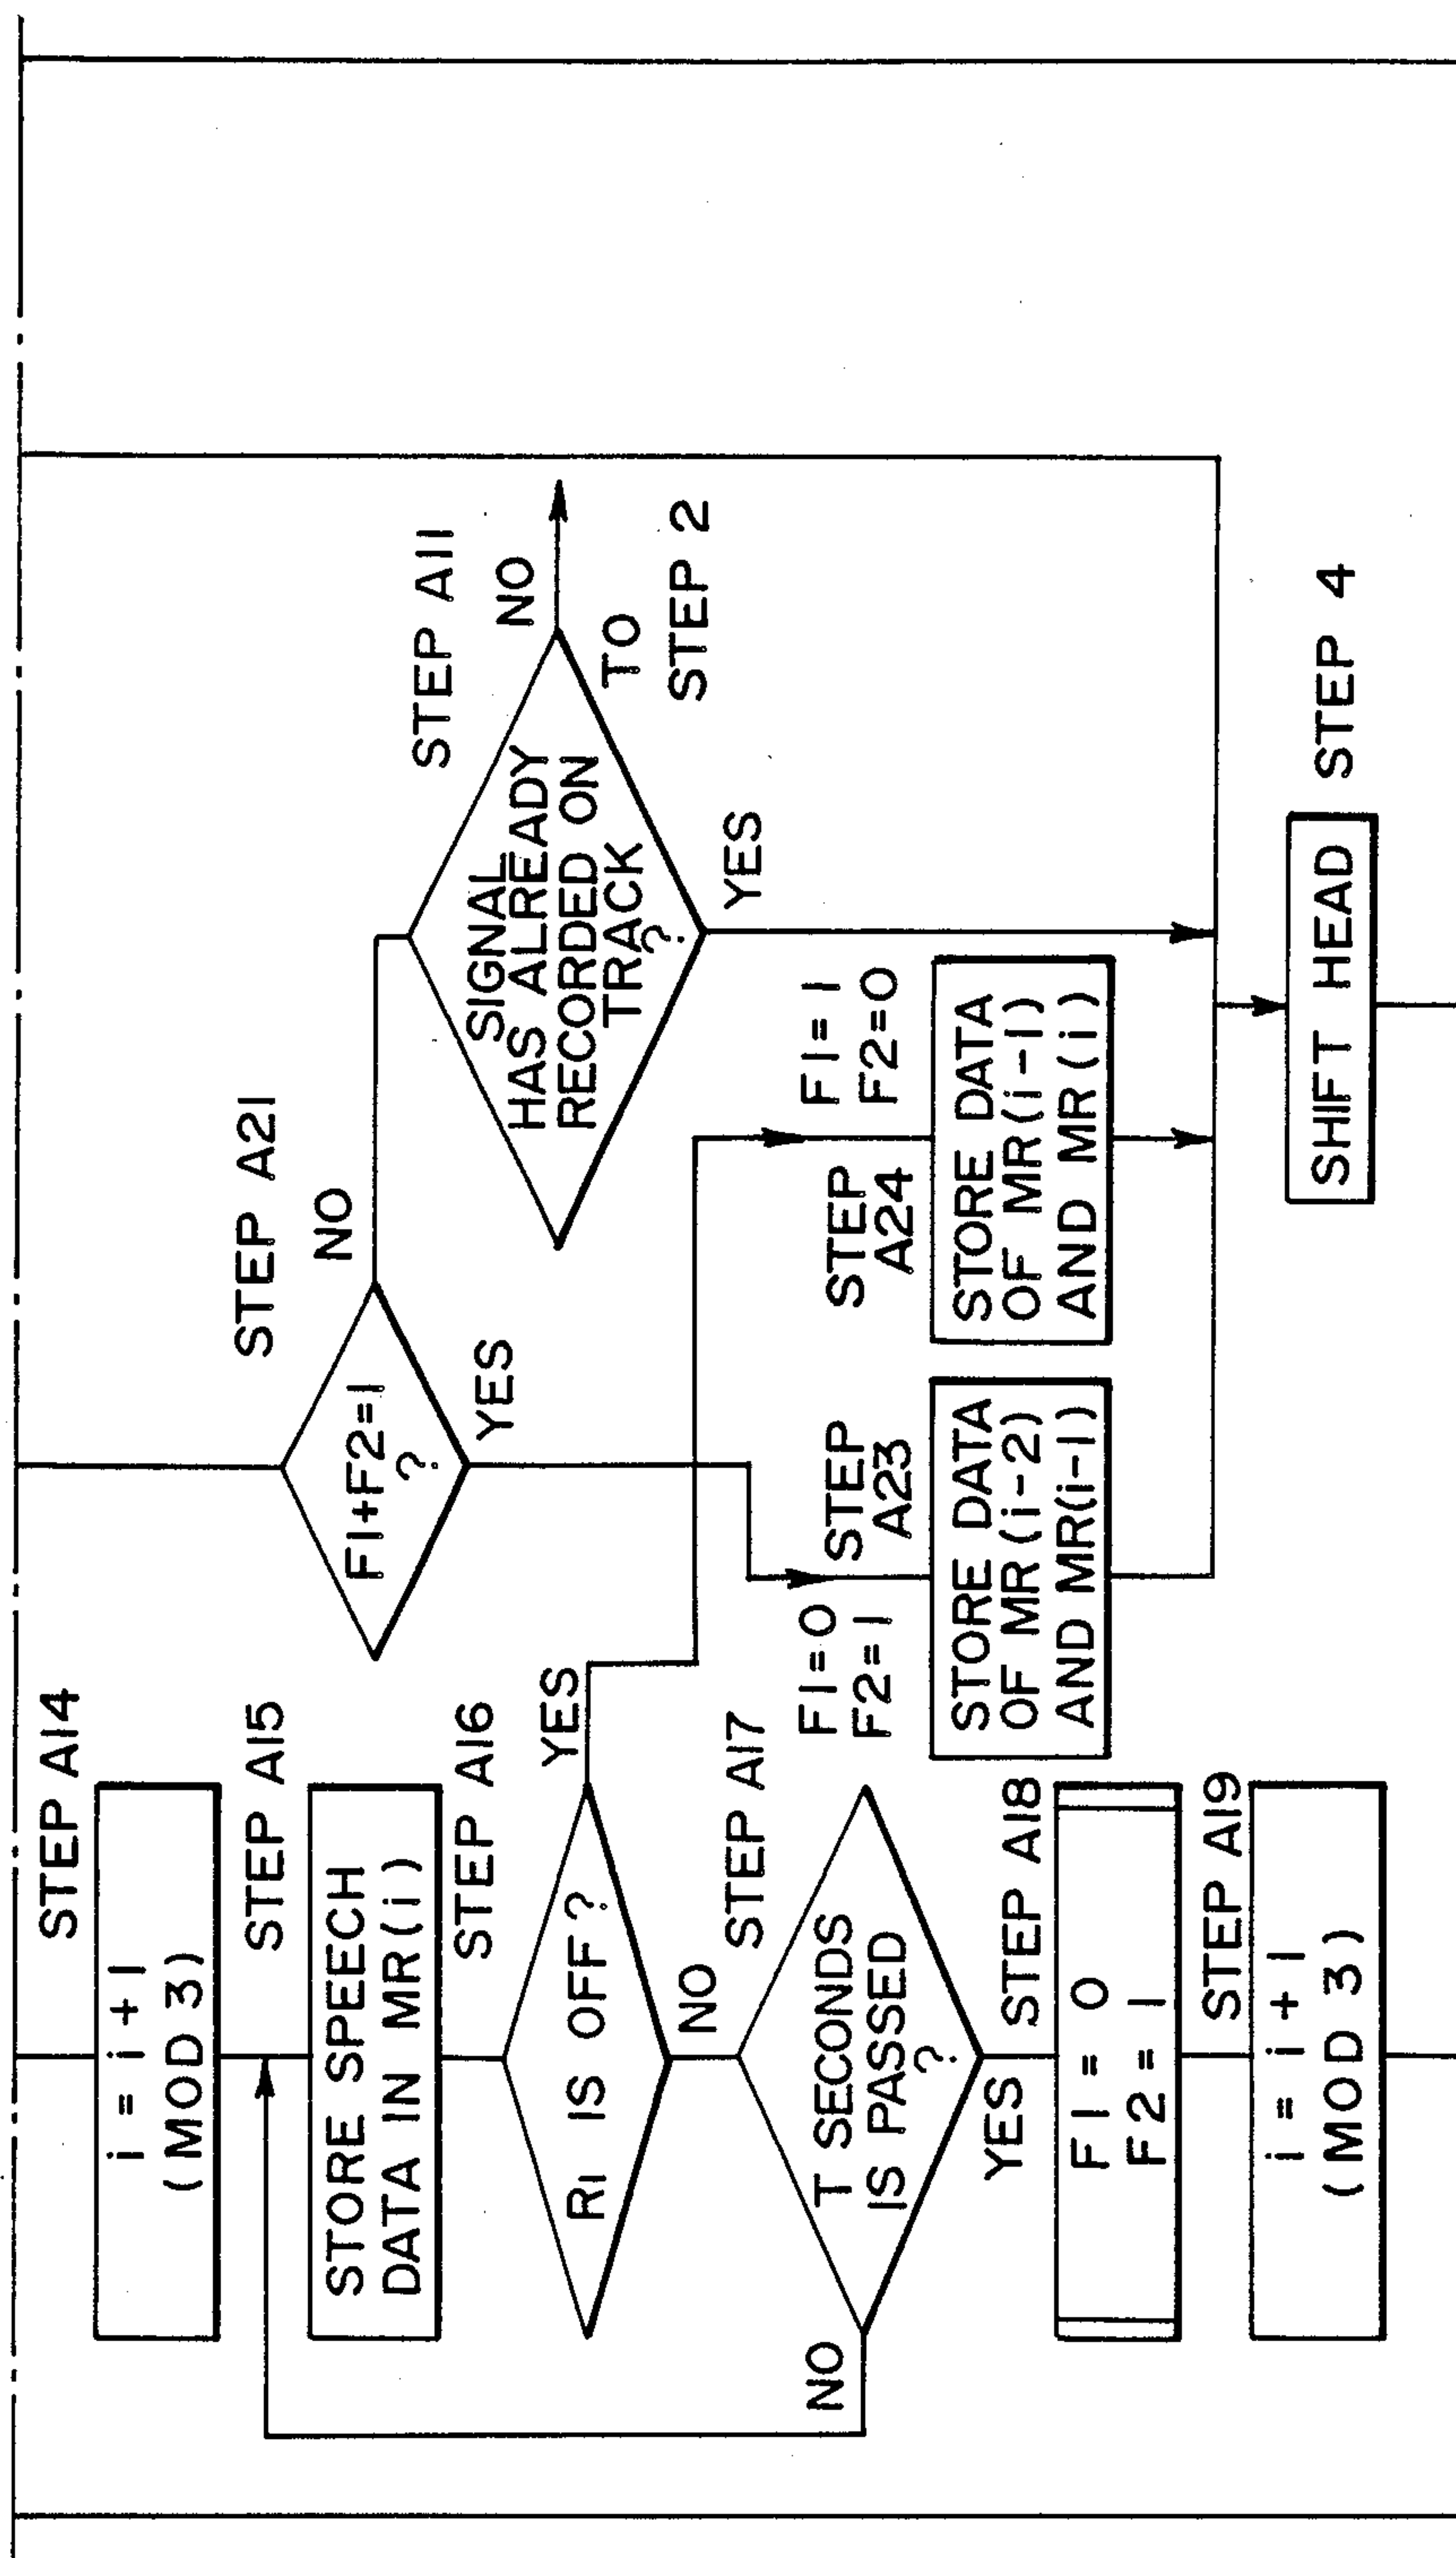 STEP A14
i = i + 1
(MOD 3)
STEP A15
STORE SPEECH
DATA IN MR(i)
STEP A16
R1 IS OFF?
YES
NO
STEP A17
T SECONDS
IS PASSED
?
NO
YES
STEP A18
F1 = 0
F2 = 1
STEP A19
i = i + 1
(MOD 3)
STEP A21
F1+F2=1
?
NO
YES
F1=0
F2=1
STEP
A23
STORE DATA
OF MR(i-2)
AND MR(i-1)
STEP
A24
F1=1
F2=0
STORE DATA
OF MR(i-1)
AND MR(i)
STEP A11
SIGNAL
HAS ALREADY
RECORDED ON
TRACK
?
NO
TO
STEP 2
YES
SHIFT HEAD
STEP 4